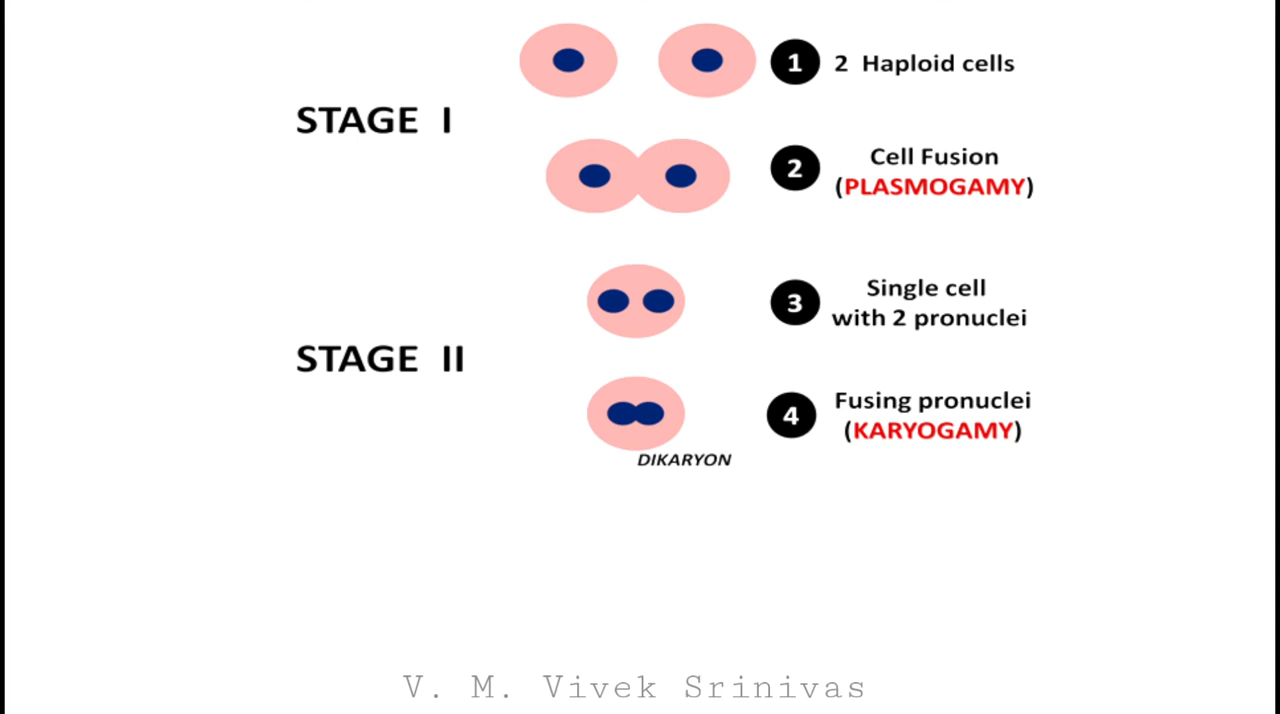 1 2 Haploid cells
STAGE I
2 Cell Fusion
(PLASMOGAMY)
3 Single cell
with 2 pronuclei
STAGE II
4 Fusing pronuclei
(KARYOGAMY)
DIKARYON
V. M. Vivek Srinivas